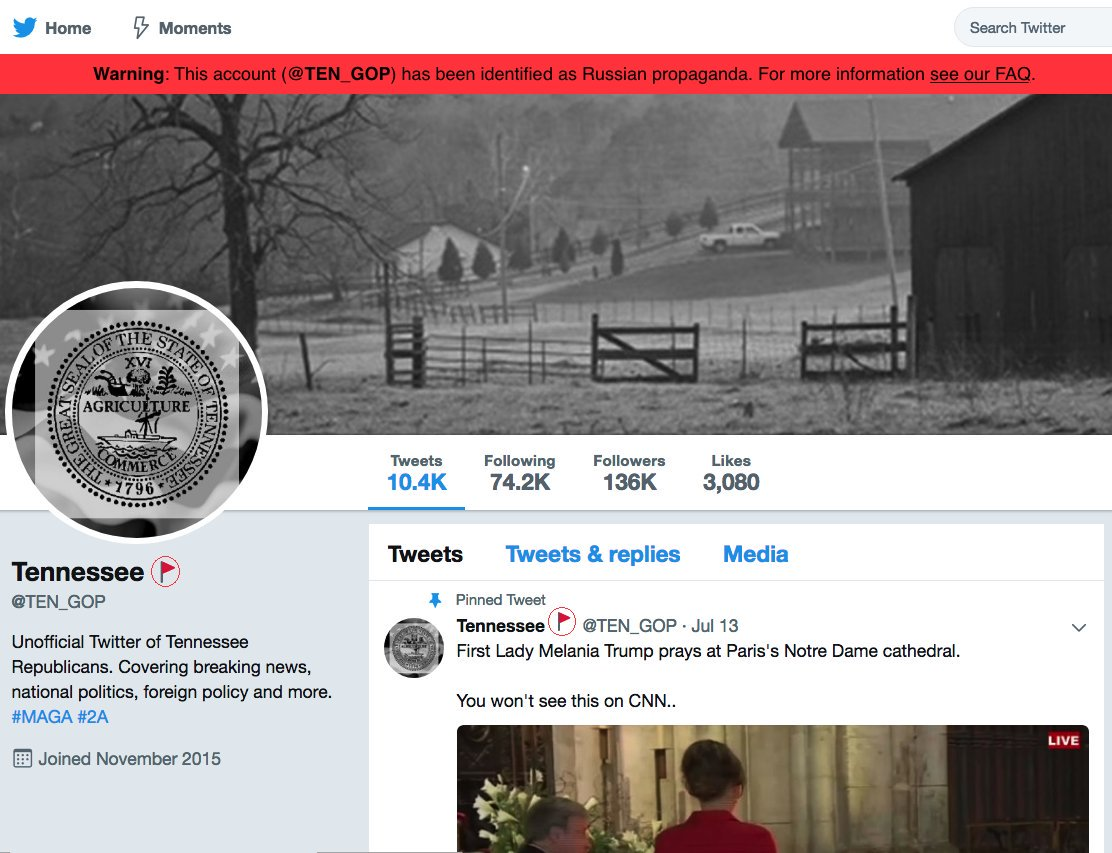 Home Moments Search Twitter
Warning: This account (@TEN_GOP) has been identified as Russian propaganda. For more information see our FAQ.
THE GREAT SEAL OF THE STATE OF TENNESSEE
XVI
AGRICULTURE
COMMERCE
1796
Tweets Following Followers Likes
10.4K 74.2K 136K 3,080
Tennessee
@TEN_GOP
Unofficial Twitter of Tennessee
Republicans. Covering breaking news,
national politics, foreign policy and more.
#MAGA #2A
Joined November 2015
Tweets Tweets & replies Media
Pinned Tweet
Tennessee @TEN_GOP · Jul 13
First Lady Melania Trump prays at Paris's Notre Dame cathedral.
You won't see this on CNN..
LIVE